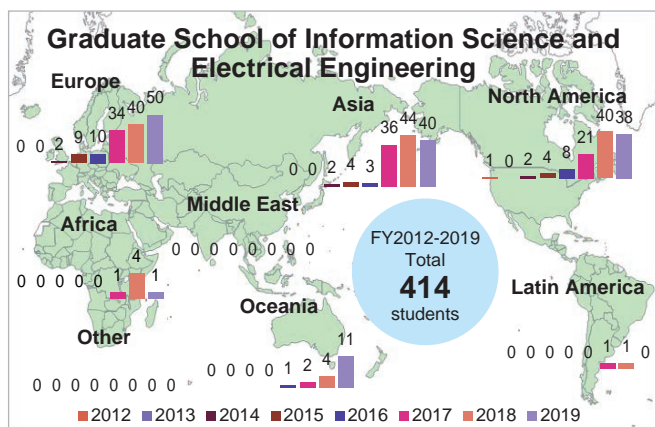 Graduate School of Information Science and
Electrical Engineering
Europe
0 0 2 9 10 34 40 50
Asia
0 0 2 4 3 36 44 40
North America
1 0 2 4 8 21 40 38
Middle East
0 0 0 0 0 0 0 0
Africa
0 0 0 0 0 1 4 1
FY2012-2019
Total
414
students
Latin America
0 0 0 0 0 1 1 0
Oceania
0 0 0 0 1 2 4 11
Other
0 0 0 0 0 0 0 0
2012 2013 2014 2015 2016 2017 2018 2019